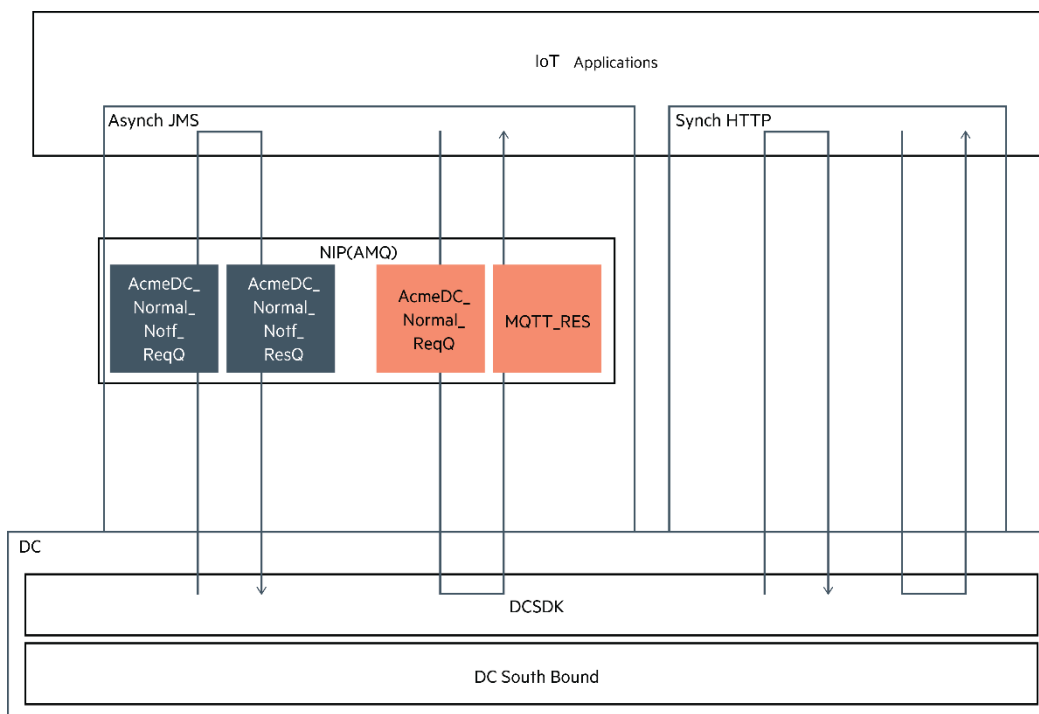 IoT Applications
Asynch JMS
Synch HTTP
NIP(AMQ)
AcmeDC_
Normal_
Notf_
ReqQ
AcmeDC_
Normal_
Notf_
ResQ
AcmeDC_
Normal_
ReqQ
MQTT_RES
DC
DCSDK
DC South Bound